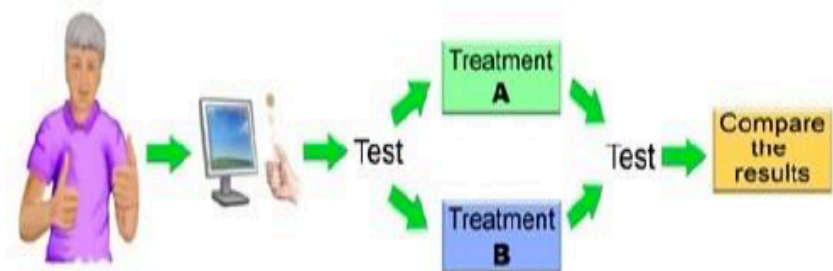 Test
Treatment
A
Treatment
B
Test
Compare
the
results